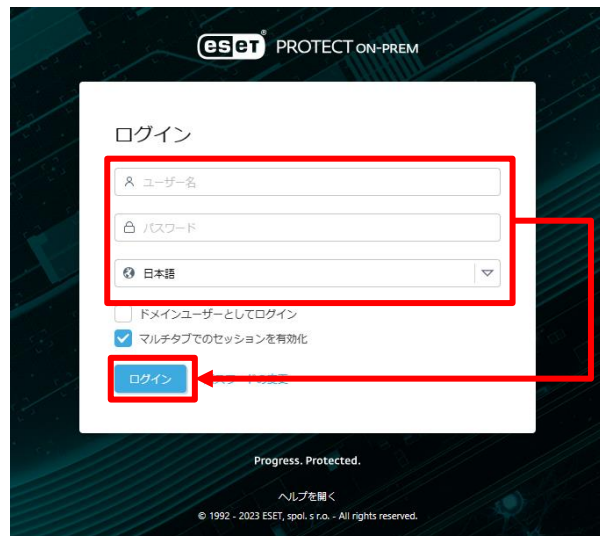 eset® PROTECT ON-PREM
ログイン
ユーザー名
パスワード
日本語
ドメインユーザーとしてログイン
マルチタブでのセッションを有効化
ログイン
Progress. Protected.
ヘルプを開く
© 1992 - 2023 ESET, spol. s r.o. - All rights reserved.